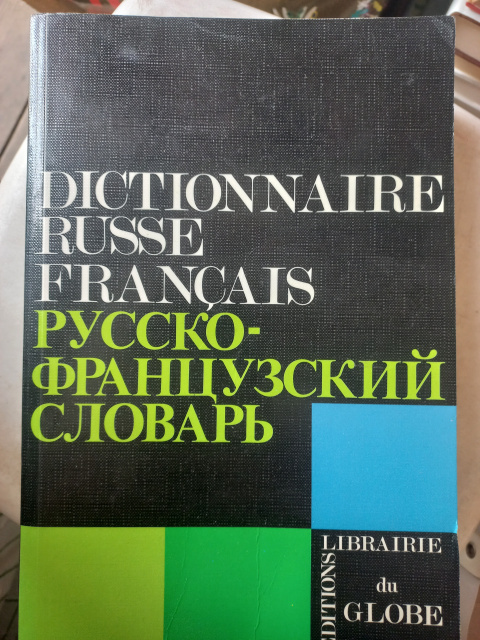 DICTIONNAIRE
RUSSE
FRANÇAIS
РУССКО-
ФРАНЦУЗСКИЙ
СЛОВАРЬ
EDITIONS
LIBRAIRIE
du
GLOBE